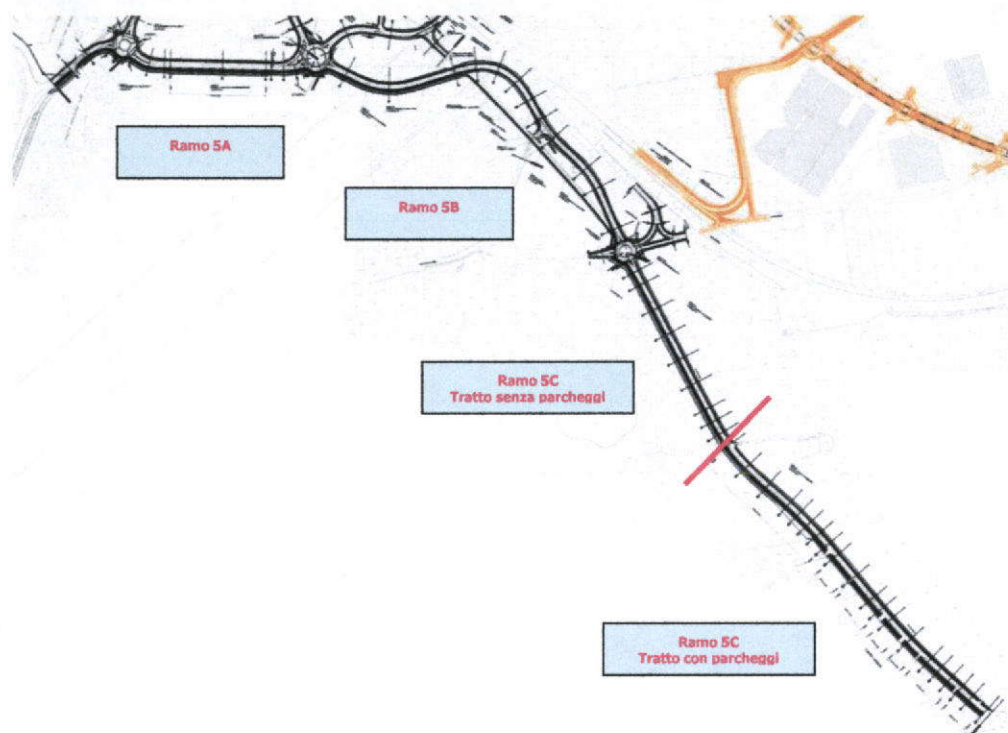 Ramo 5A
Ramo 5B
Ramo 5C
Tratto senza parcheggi
Ramo 5C
Tratto con parcheggi